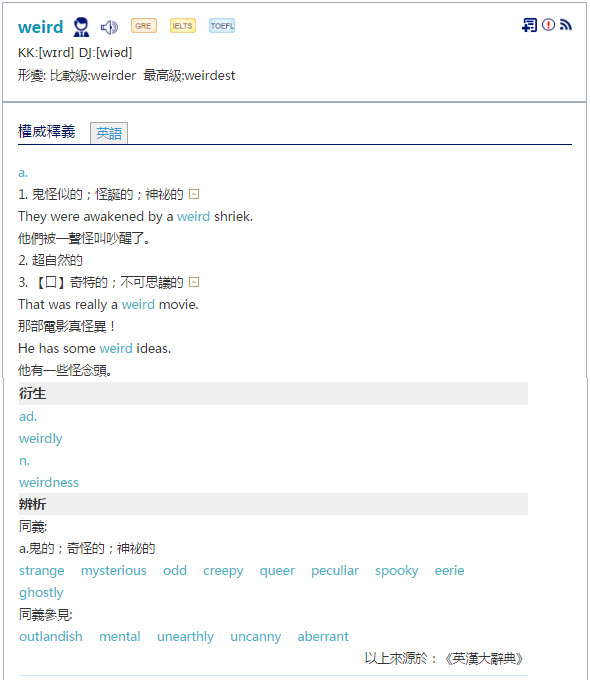 weird GRE IELTS TOEFL
KK:[wɪrd] DJ:[wiəd]
形變: 比較級:weirder 最高級:weirdest
權威釋義 英語
a.
1. 鬼怪似的；怪誕的；神祕的
They were awakened by a weird shriek.
他們被一聲怪叫吵醒了。
2. 超自然的
3. 【口】奇特的；不可思議的
That was really a weird movie.
那部電影真怪異！
He has some weird ideas.
他有一些怪念頭。
衍生
ad.
weirdly
n.
weirdness
辨析
同義:
a.鬼的；奇怪的；神祕的
strange mysterious odd creepy queer peculiar spooky eerie
ghostly
同義參見:
outlandish mental unearthly uncanny aberrant
以上來源於：《英漢大辭典》